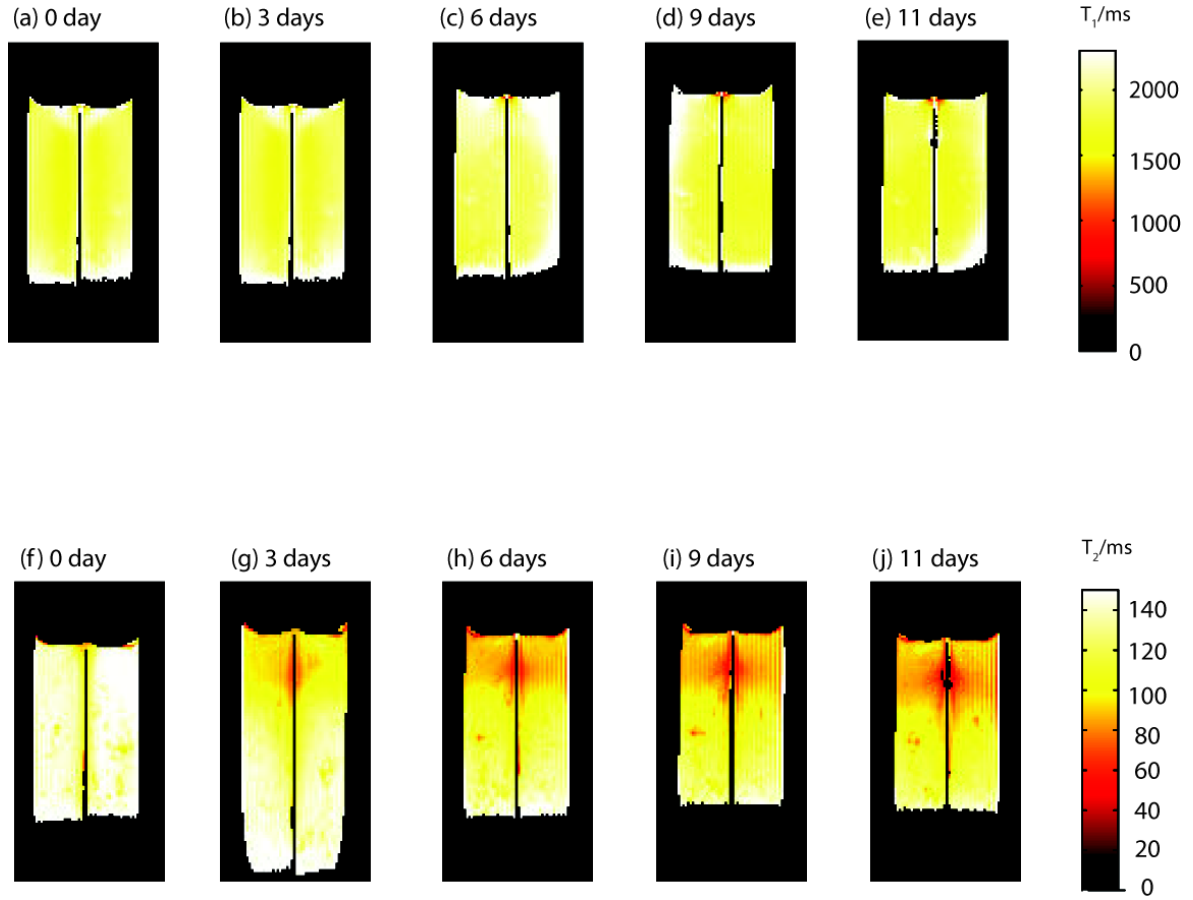 (a) 0 day
(b) 3 days
(c) 6 days
(d) 9 days
(e) 11 days
T₁/ms
2000
1500
1000
500
0
(f) 0 day
(g) 3 days
(h) 6 days
(i) 9 days
(j) 11 days
T₂/ms
140
120
100
80
60
40
20
0